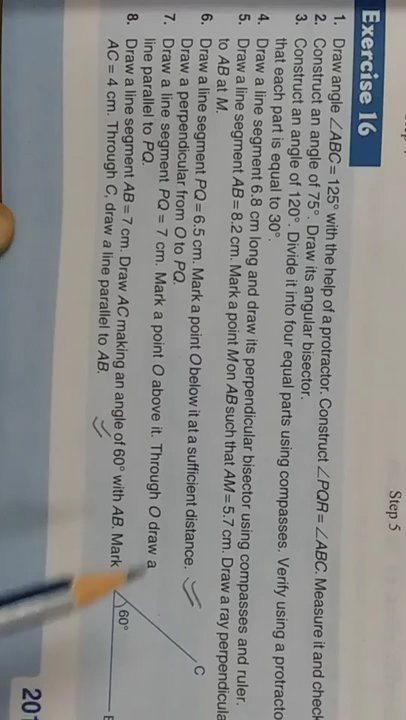 Step 5
Exercise 16
1. Draw angle ∠ABC = 125° with the help of a protractor. Construct ∠PQR = ∠ABC. Measure it and check
2. Construct an angle of 75°. Draw its angular bisector.
3. Construct an angle of 120°. Divide it into four equal parts using compasses. Verify using a protracto
that each part is equal to 30°.
4. Draw a line segment 6.8 cm long and draw its perpendicular bisector using compasses and ruler.
5. Draw a line segment AB = 8.2 cm. Mark a point M on AB such that AM = 5.7 cm. Draw a ray perpendicula
to AB at M.
6. Draw a line segment PQ = 6.5 cm. Mark a point O below it at a sufficient distance.
Draw a perpendicular from O to PQ.
7. Draw a line segment PQ = 7 cm. Mark a point O above it. Through O draw a
line parallel to PQ.
8. Draw a line segment AB = 7 cm. Draw AC making an angle of 60° with AB. Mark
AC = 4 cm. Through C, draw a line parallel to AB.
C
60°
201